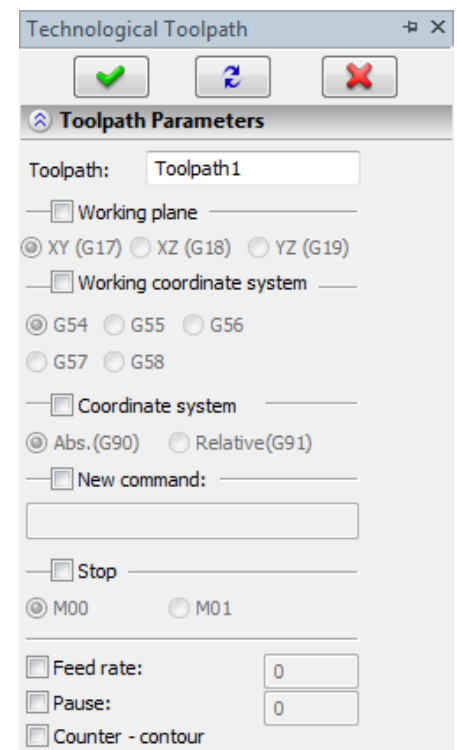 Technological Toolpath
Toolpath Parameters
Toolpath: Toolpath1
Working plane
XY (G17) XZ (G18) YZ (G19)
Working coordinate system
G54 G55 G56
G57 G58
Coordinate system
Abs.(G90) Relative(G91)
New command:
Stop
M00 M01
Feed rate: 0
Pause: 0
Counter - contour